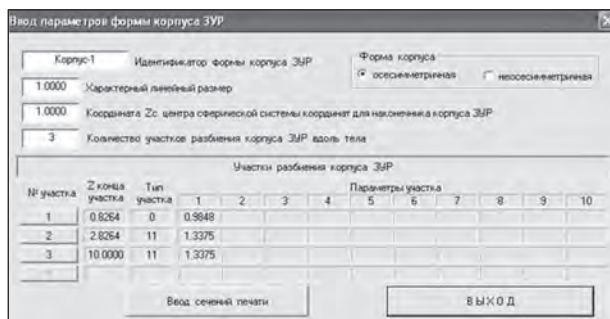 Ввод параметров формы корпуса ЗУР
Корпус-1 Идентификатор формы корпуса ЗУР
Форма корпуса
осесимметричная неосесимметричная
1.0000 Характерный линейный размер
1.0000 Координата Zc центра сферической системы координат для наконечника корпуса ЗУР
3 Количество участков разбиения корпуса ЗУР вдоль тела
Участки разбиения корпуса ЗУР
№ участка Z конца участка Тип участка Параметры участка
1 2 3 4 5 6 7 8 9 10
1 0.8264 0 0.9848
2 2.8264 11 1.3375
3 10.0000 11 1.3375
Ввод сечений печати ВЫХОД